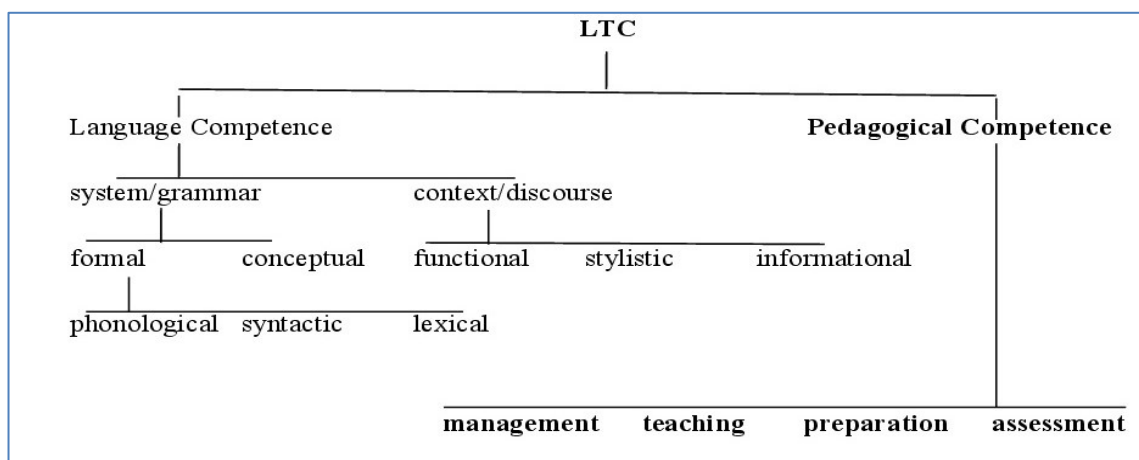 LTC
Language Competence Pedagogical Competence
system/grammar context/discourse
formal conceptual functional stylistic informational
phonological syntactic lexical
management teaching preparation assessment